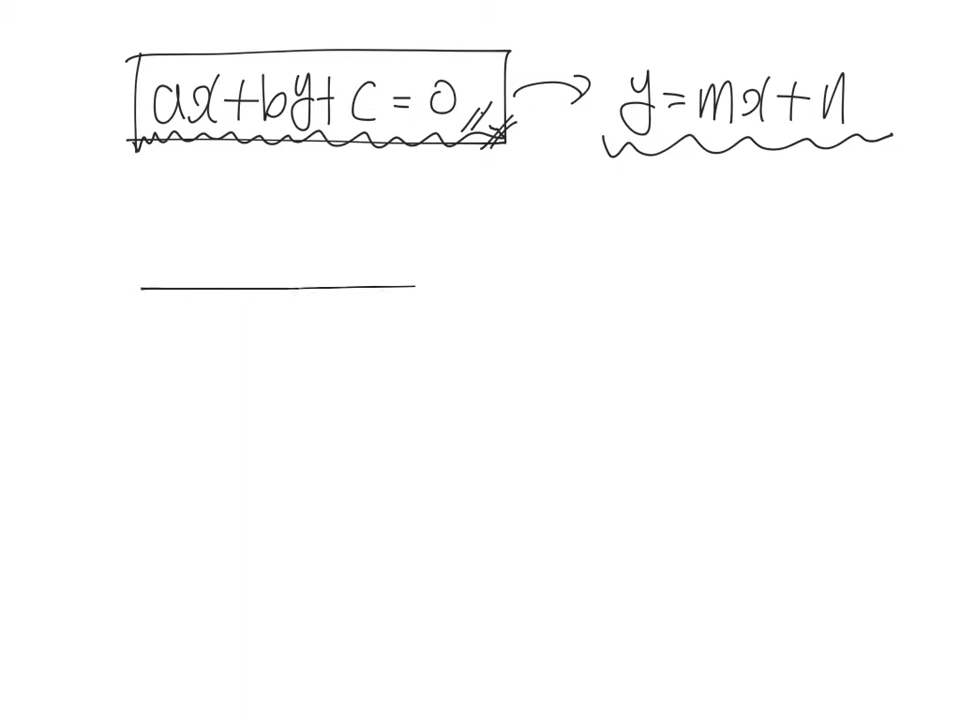 ax+by+c=0 → y=mx+n